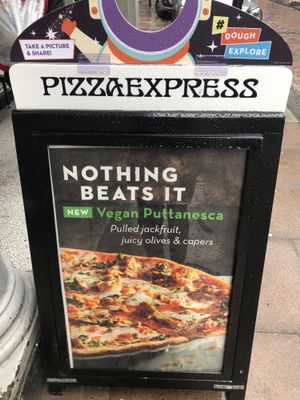 TAKE A PICTURE
& SHARE!
#
DOUGH
EXPLORE
PIZZAEXPRESS
NOTHING
BEATS IT
NEW Vegan Puttanesca
Pulled jackfruit,
juicy olives & capers